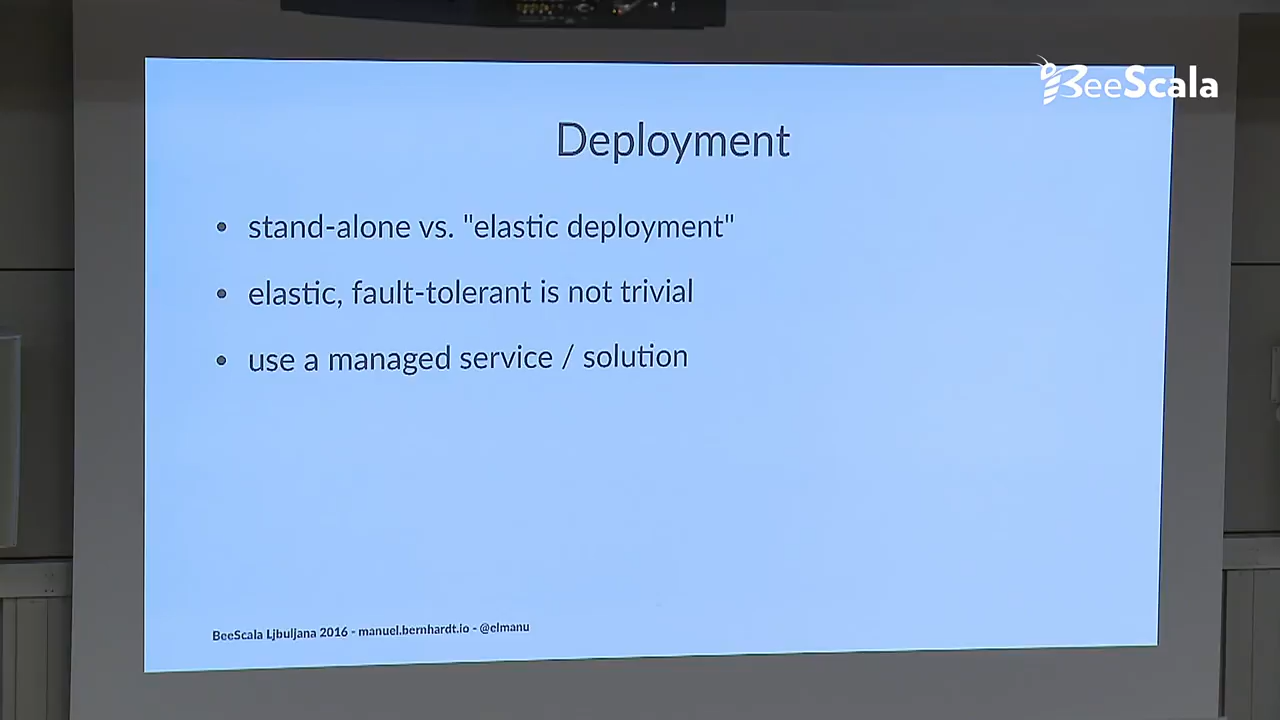 BeeScala
Deployment
• stand-alone vs. "elastic deployment"
• elastic, fault-tolerant is not trivial
• use a managed service / solution
BeeScala Ljbuljana 2016 - manuel.bernhardt.io - @elmanu